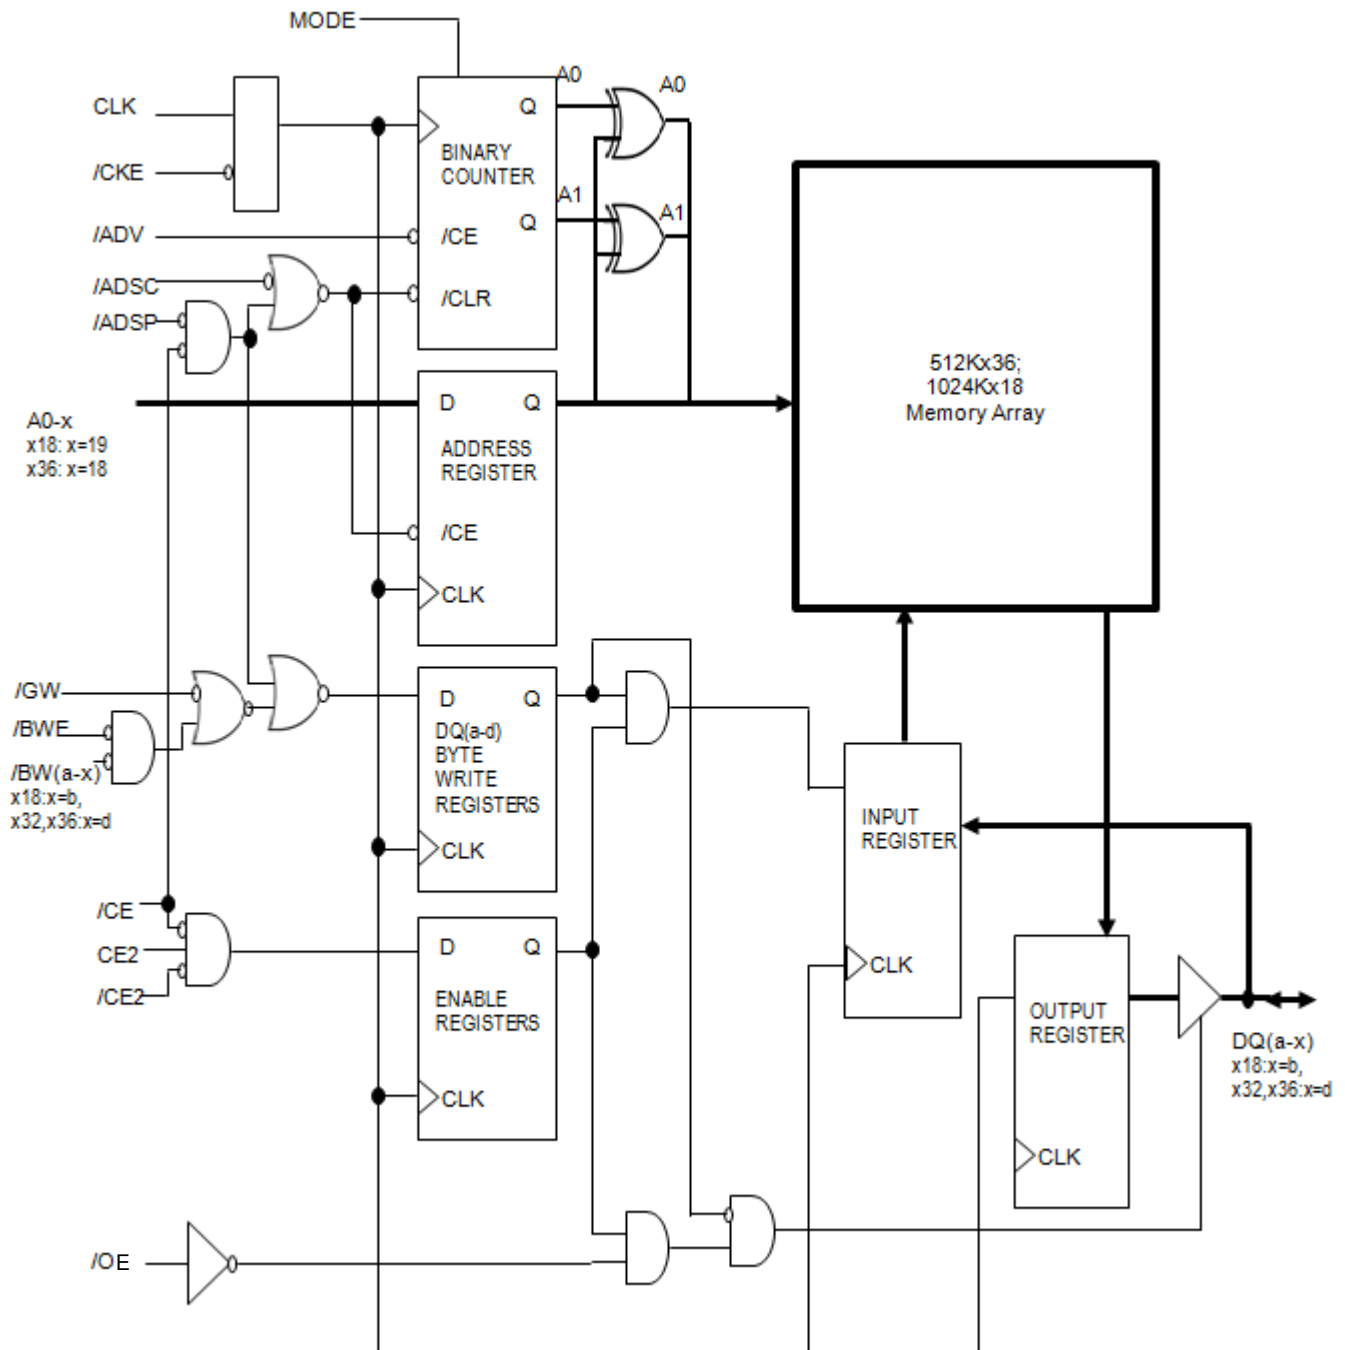 MODE
CLK
/CKE
/ADV
/ADSC
/ADSP
Q
BINARY
COUNTER
Q
/CE
/CLR
A0
A0
A1
A1
512Kx36;
1024Kx18
Memory Array
A0-x
x18: x=19
x36: x=18
D Q
ADDRESS
REGISTER
/CE
CLK
/GW
/BWE
/BW(a-x)
x18:x=b,
x32,x36:x=d
D Q
DQ(a-d)
BYTE
WRITE
REGISTERS
CLK
INPUT
REGISTER
CLK
/CE
CE2
/CE2
D Q
ENABLE
REGISTERS
CLK
OUTPUT
REGISTER
CLK
DQ(a-x)
x18:x=b,
x32,x36:x=d
/OE